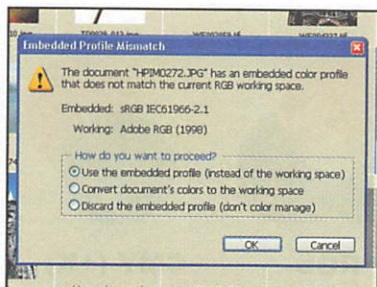 Embedded Profile Mismatch
The document "HPIM0272.JPG" has an embedded color profile
that does not match the current RGB working space.
Embedded: sRGB IEC61966-2.1
Working: Adobe RGB (1998)
How do you want to proceed?
Use the embedded profile (instead of the working space)
Convert document's colors to the working space
Discard the embedded profile (don't color manage)
OK Cancel